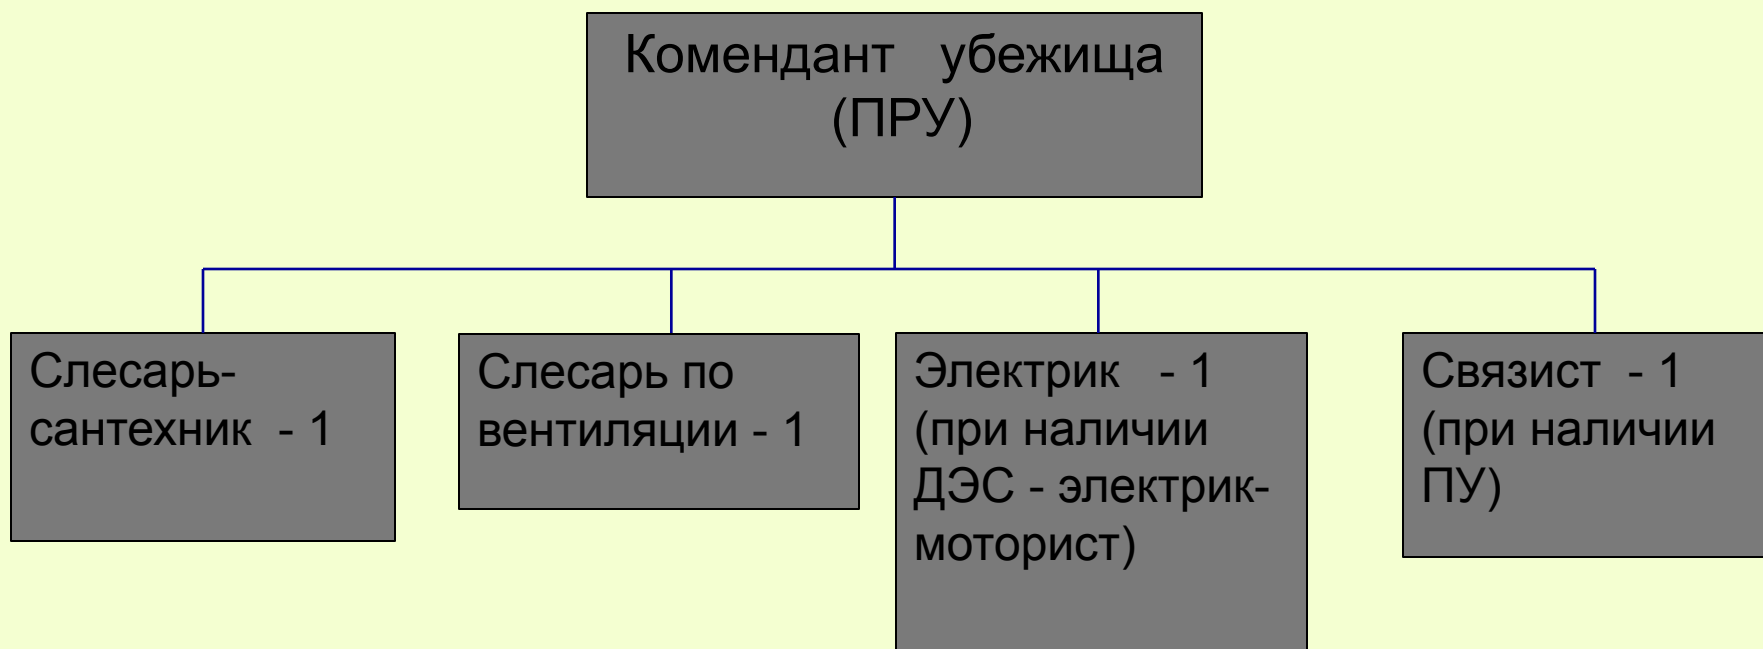 Комендант убежища
(ПРУ)
Слесарь-
сантехник - 1
Слесарь по
вентиляции - 1
Электрик - 1
(при наличии
ДЭС - электрик-
моторист)
Связист - 1
(при наличии
ПУ)